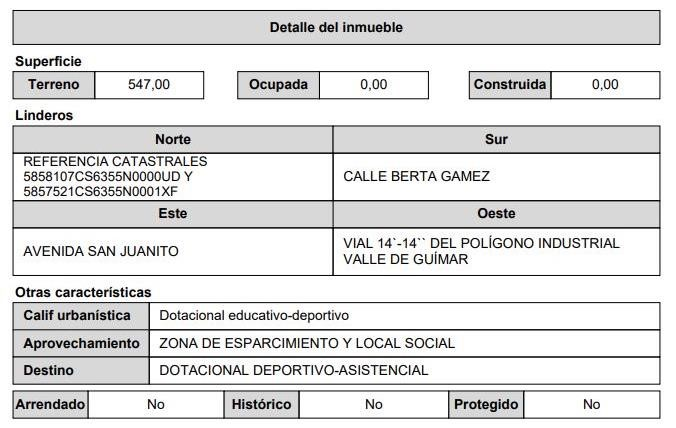 Detalle del inmueble
Superficie
Terreno 547,00 Ocupada 0,00 Construida 0,00
Linderos
Norte Sur
REFERENCIA CATASTRALES
5858107CS6355N0000UD Y
5857521CS6355N0001XF
CALLE BERTA GAMEZ
Este Oeste
AVENIDA SAN JUANITO
VIAL 14`-14`` DEL POLÍGONO INDUSTRIAL
VALLE DE GUÍMAR
Otras características
Calif urbanística Dotacional educativo-deportivo
Aprovechamiento ZONA DE ESPARCIMIENTO Y LOCAL SOCIAL
Destino DOTACIONAL DEPORTIVO-ASISTENCIAL
Arrendado No Histórico No Protegido No